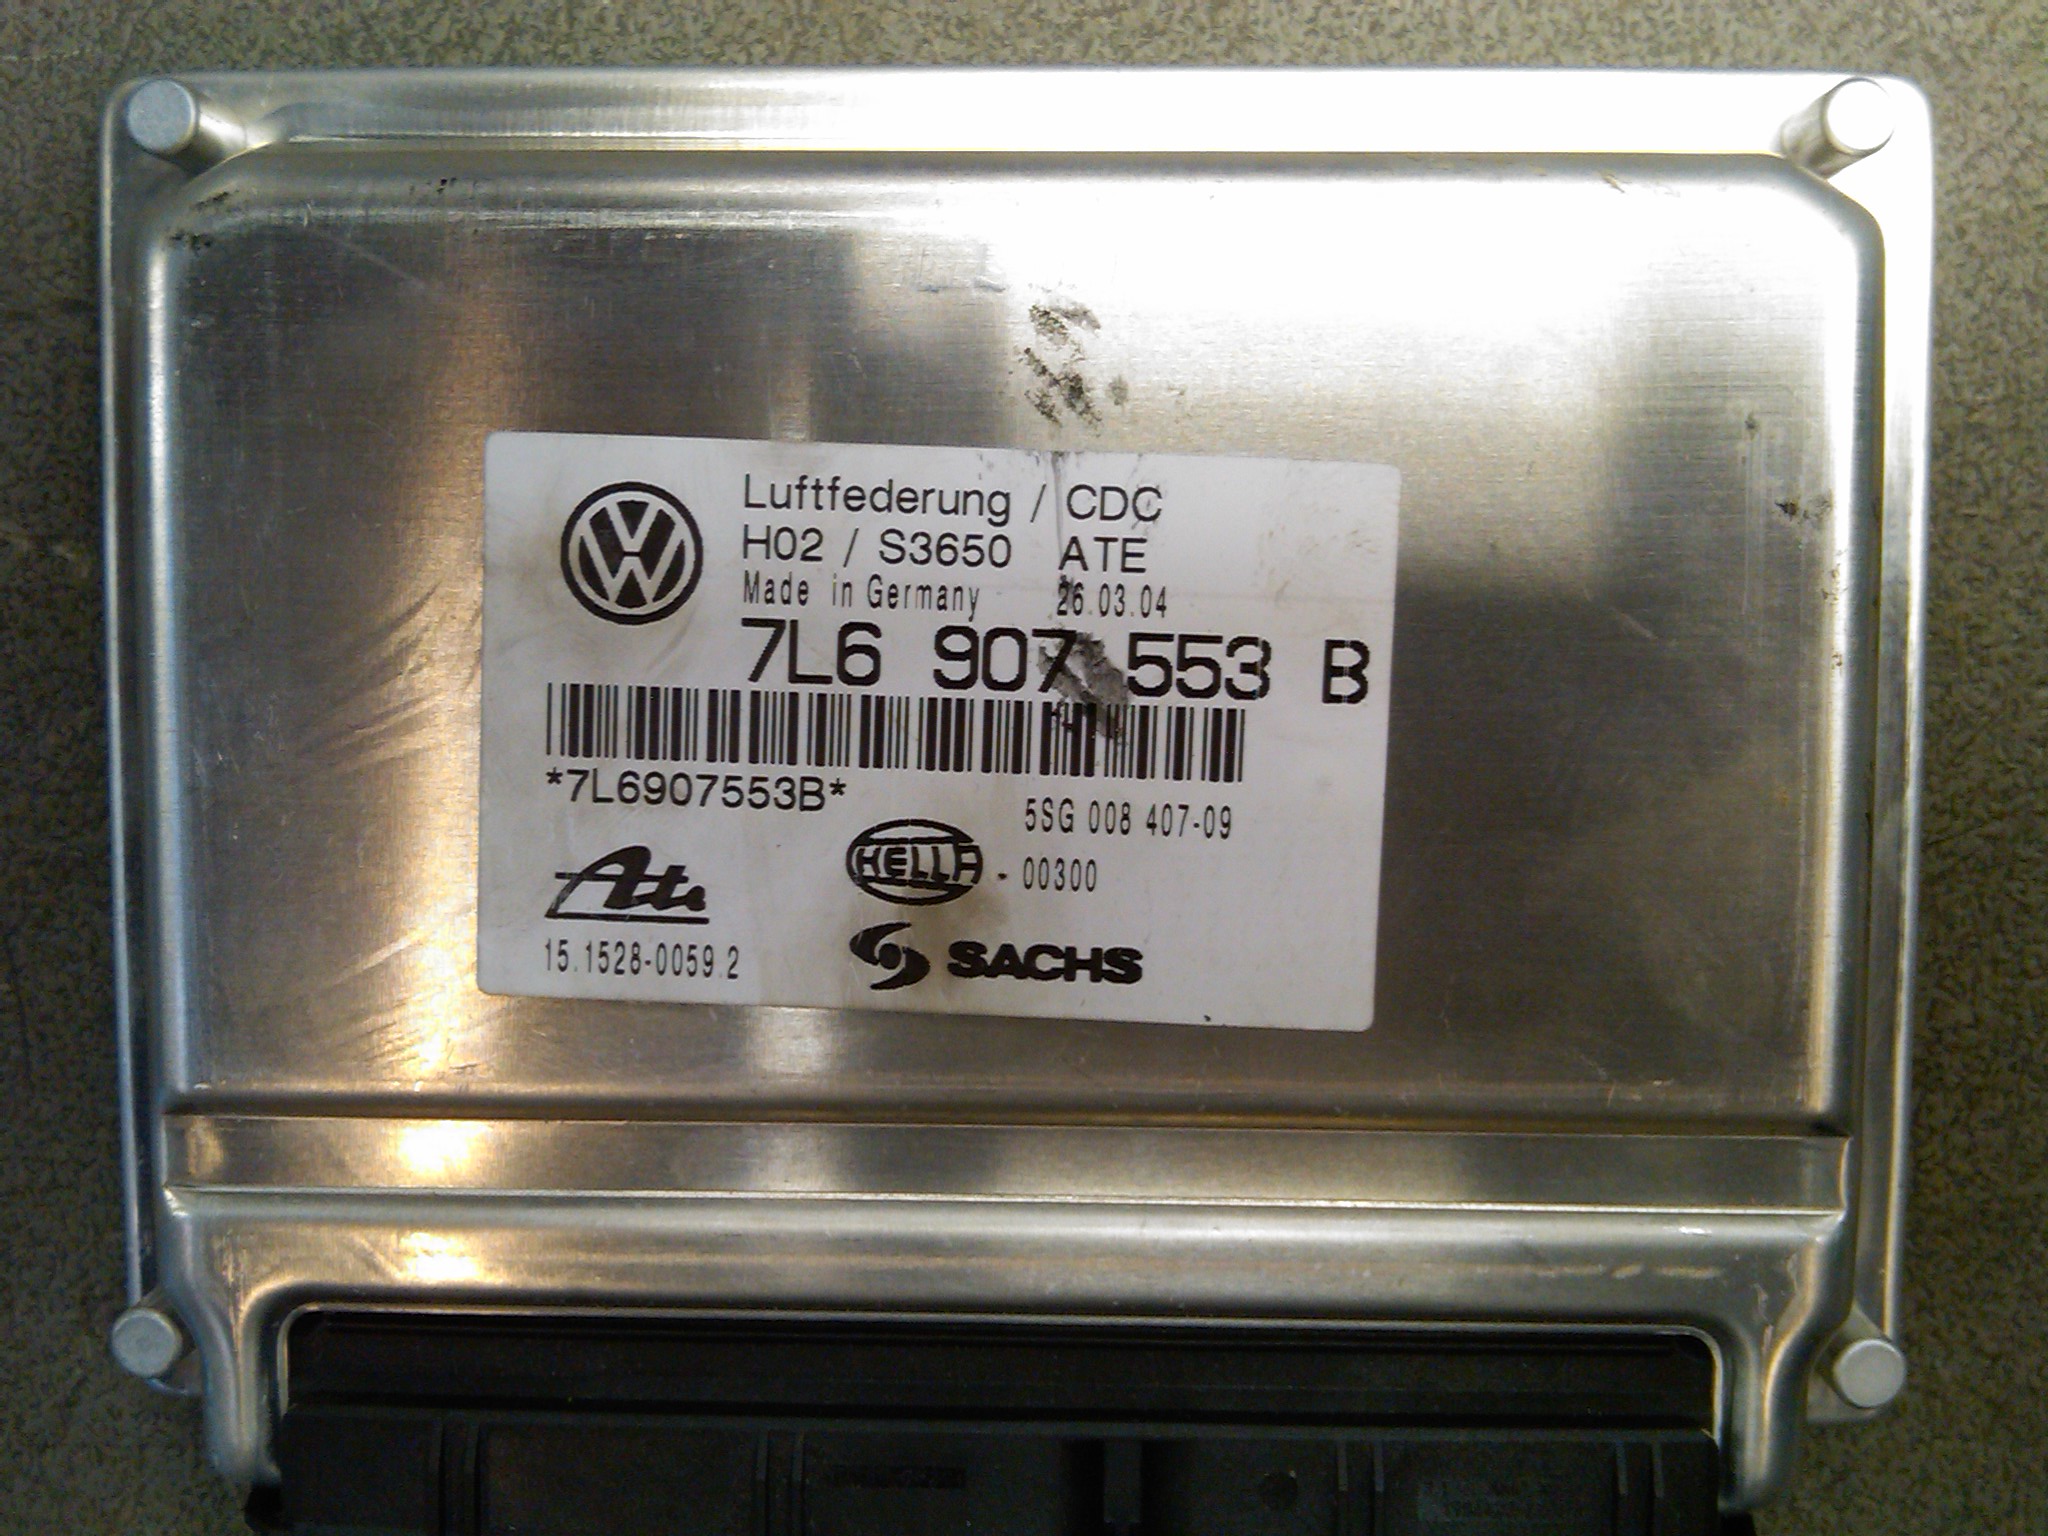 Luftfederung / CDC
H02 / S3650 ATE
Made in Germany 26.03.04
7L6 907 553 B
*7L6907553B*
5SG 008 407-09
HELLA - 00300
Ate
15.1528-0059.2
SACHS